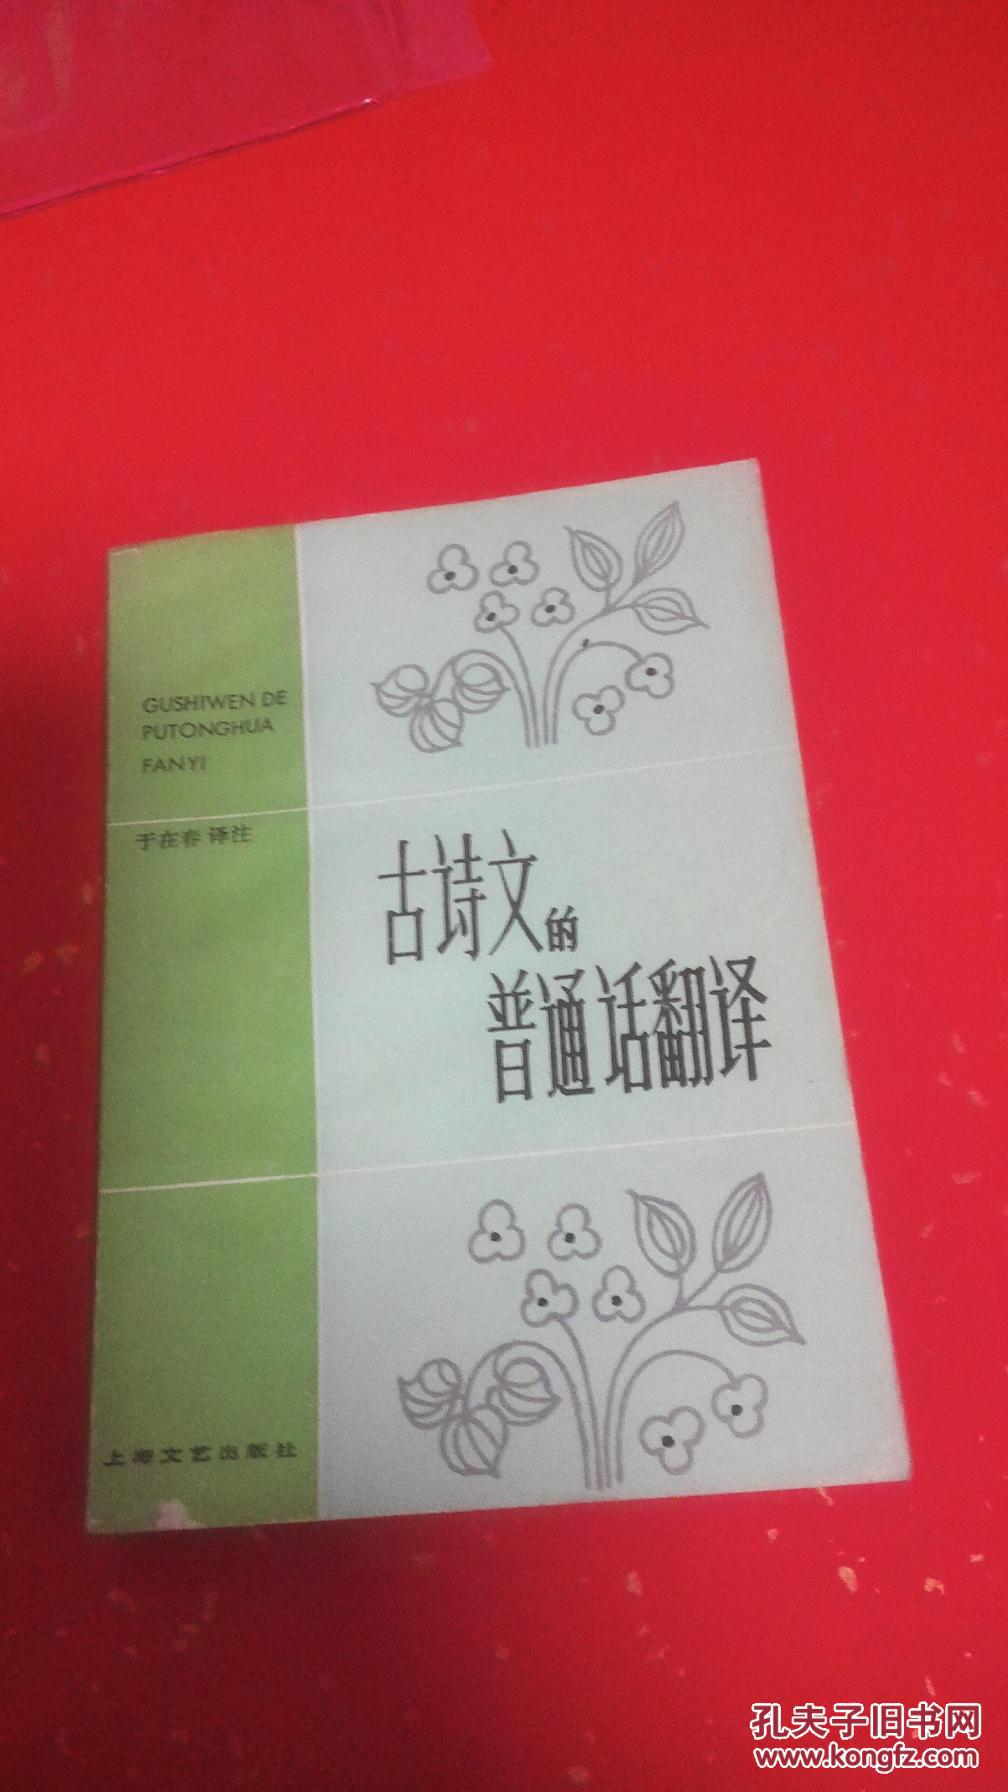 GUSHIWEN DE
PUTONGHUA
FANYI
于在春 译注
古诗文的
普通话翻译
上海文艺出版社
孔夫子旧书网
www.kongfz.com